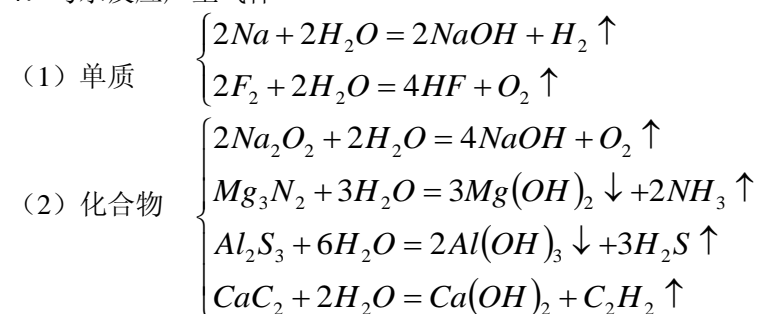 （1）单质
2Na + 2H₂O = 2NaOH + H₂ ↑
2F₂ + 2H₂O = 4HF + O₂ ↑
（2）化合物
2Na₂O₂ + 2H₂O = 4NaOH + O₂ ↑
Mg₃N₂ + 3H₂O = 3Mg(OH)₂ ↓ +2NH₃ ↑
Al₂S₃ + 6H₂O = 2Al(OH)₃ ↓ +3H₂S ↑
CaC₂ + 2H₂O = Ca(OH)₂ + C₂H₂ ↑